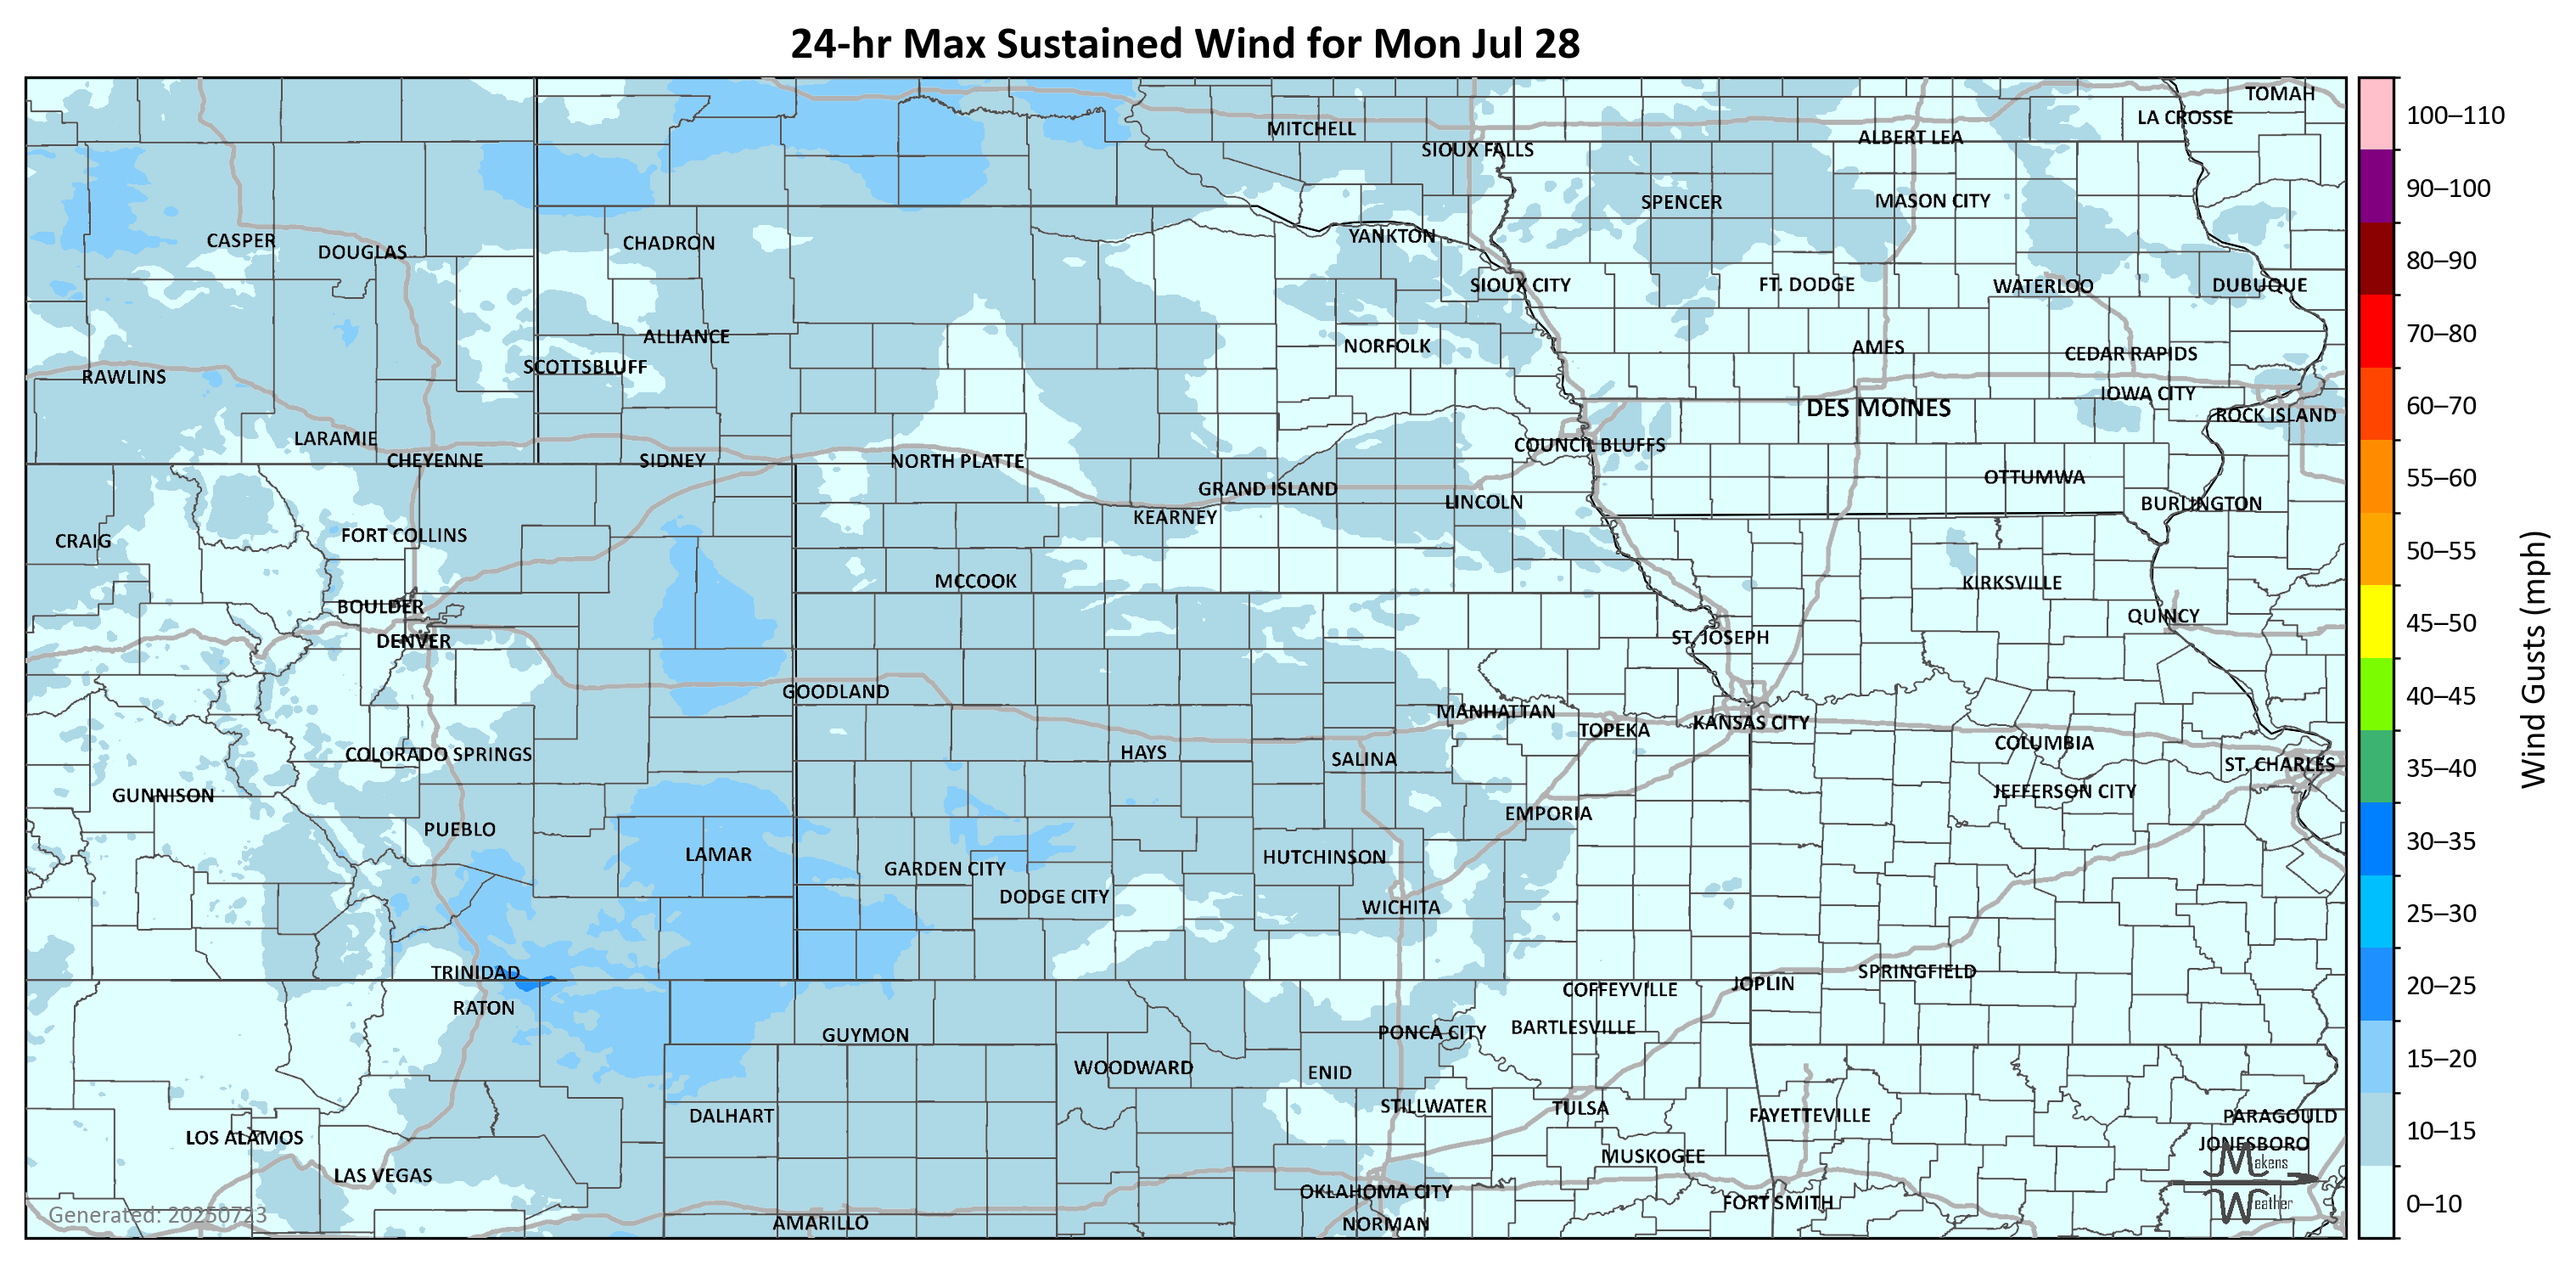 24-hr Max Sustained Wind for Mon Jul 28
TOMAH
LA CROSSE
MITCHELL
ALBERT LEA
SIOUX FALLS
SPENCER
MASON CITY
CASPER
DOUGLAS
CHADRON
YANKTON
SIOUX CITY
FT. DODGE
WATERLOO
DUBUQUE
ALLIANCE
NORFOLK
AMES
CEDAR RAPIDS
SCOTTSBLUFF
RAWLINS
IOWA CITY
DES MOINES
ROCK ISLAND
LARAMIE
COUNCIL BLUFFS
CHEYENNE
SIDNEY
NORTH PLATTE
OTTUMWA
GRAND ISLAND
LINCOLN
BURLINGTON
KEARNEY
FORT COLLINS
CRAIG
MCCOOK
KIRKSVILLE
BOULDER
QUINCY
DENVER
ST. JOSEPH
GOODLAND
MANHATTAN
TOPEKA
KANSAS CITY
COLUMBIA
COLORADO SPRINGS
HAYS
SALINA
ST. CHARLES
GUNNISON
JEFFERSON CITY
EMPORIA
PUEBLO
LAMAR
HUTCHINSON
GARDEN CITY
DODGE CITY
WICHITA
TRINIDAD
SPRINGFIELD
JOPLIN
COFFEYVILLE
RATON
GUYMON
PONCA CITY
BARTLESVILLE
WOODWARD
ENID
STILLWATER
TULSA
DALHART
FAYETTEVILLE
PARAGOULD
LOS ALAMOS
JONESBORO
MUSKOGEE
LAS VEGAS
OKLAHOMA CITY
FORT SMITH
AMARILLO
NORMAN
Generated: 20250723
Makens
Weather
100–110
90–100
80–90
70–80
60–70
55–60
50–55
45–50
40–45
35–40
30–35
25–30
20–25
15–20
10–15
0–10
Wind Gusts (mph)